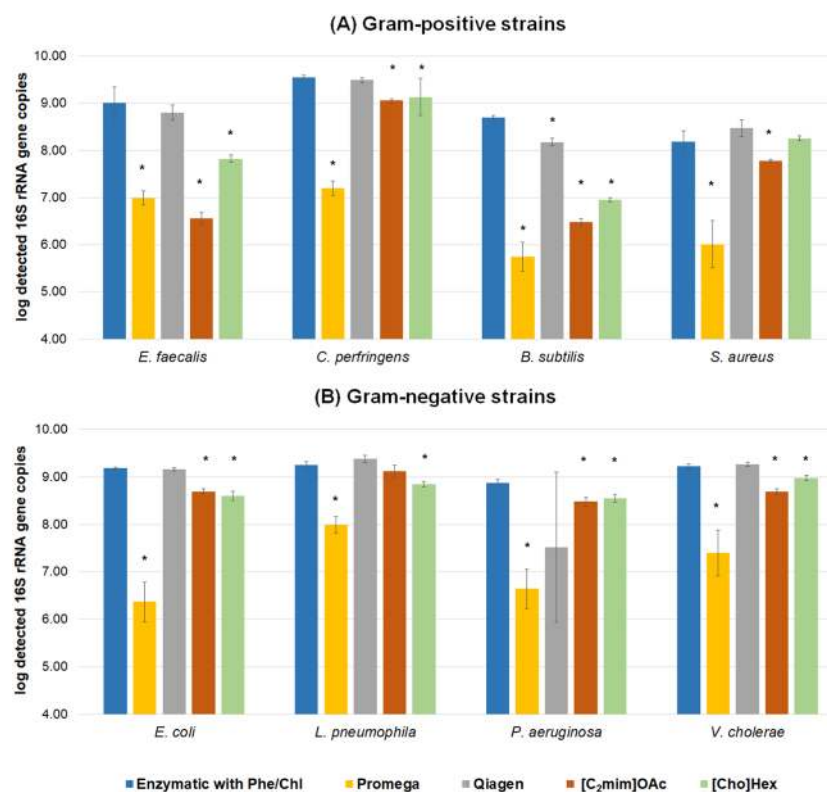 (A) Gram-positive strains
log detected 16S rRNA gene copies
10.00
9.00
8.00
7.00
6.00
5.00
4.00
* * * * * * * * * * *
E. faecalis C. perfringens B. subtilis S. aureus
(B) Gram-negative strains
log detected 16S rRNA gene copies
10.00
9.00
8.00
7.00
6.00
5.00
4.00
* * * * * * * * * * *
E. coli L. pneumophila P. aeruginosa V. cholerae
Enzymatic with Phe/Chl Promega Qiagen [C₂mim]OAc [Cho]Hex